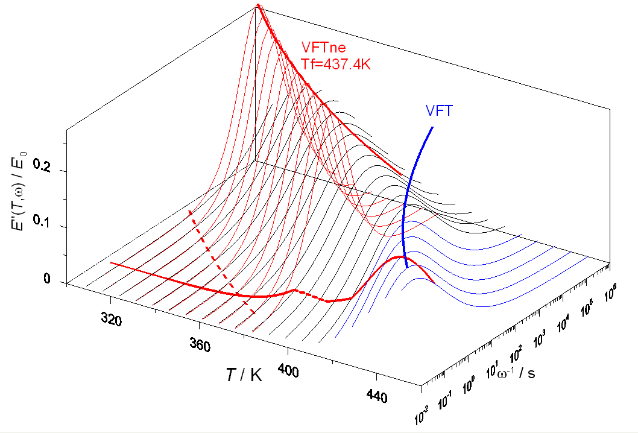 VFTne
Tf=437.4K
VFT
E"(T,ω) / E₀
0.2
0.1
0
320
360
400
440
T / K
10⁻² 10⁻¹ 10⁰ 10¹ 10² 10³ 10⁴ 10⁵ 10⁶
ω⁻¹ / s